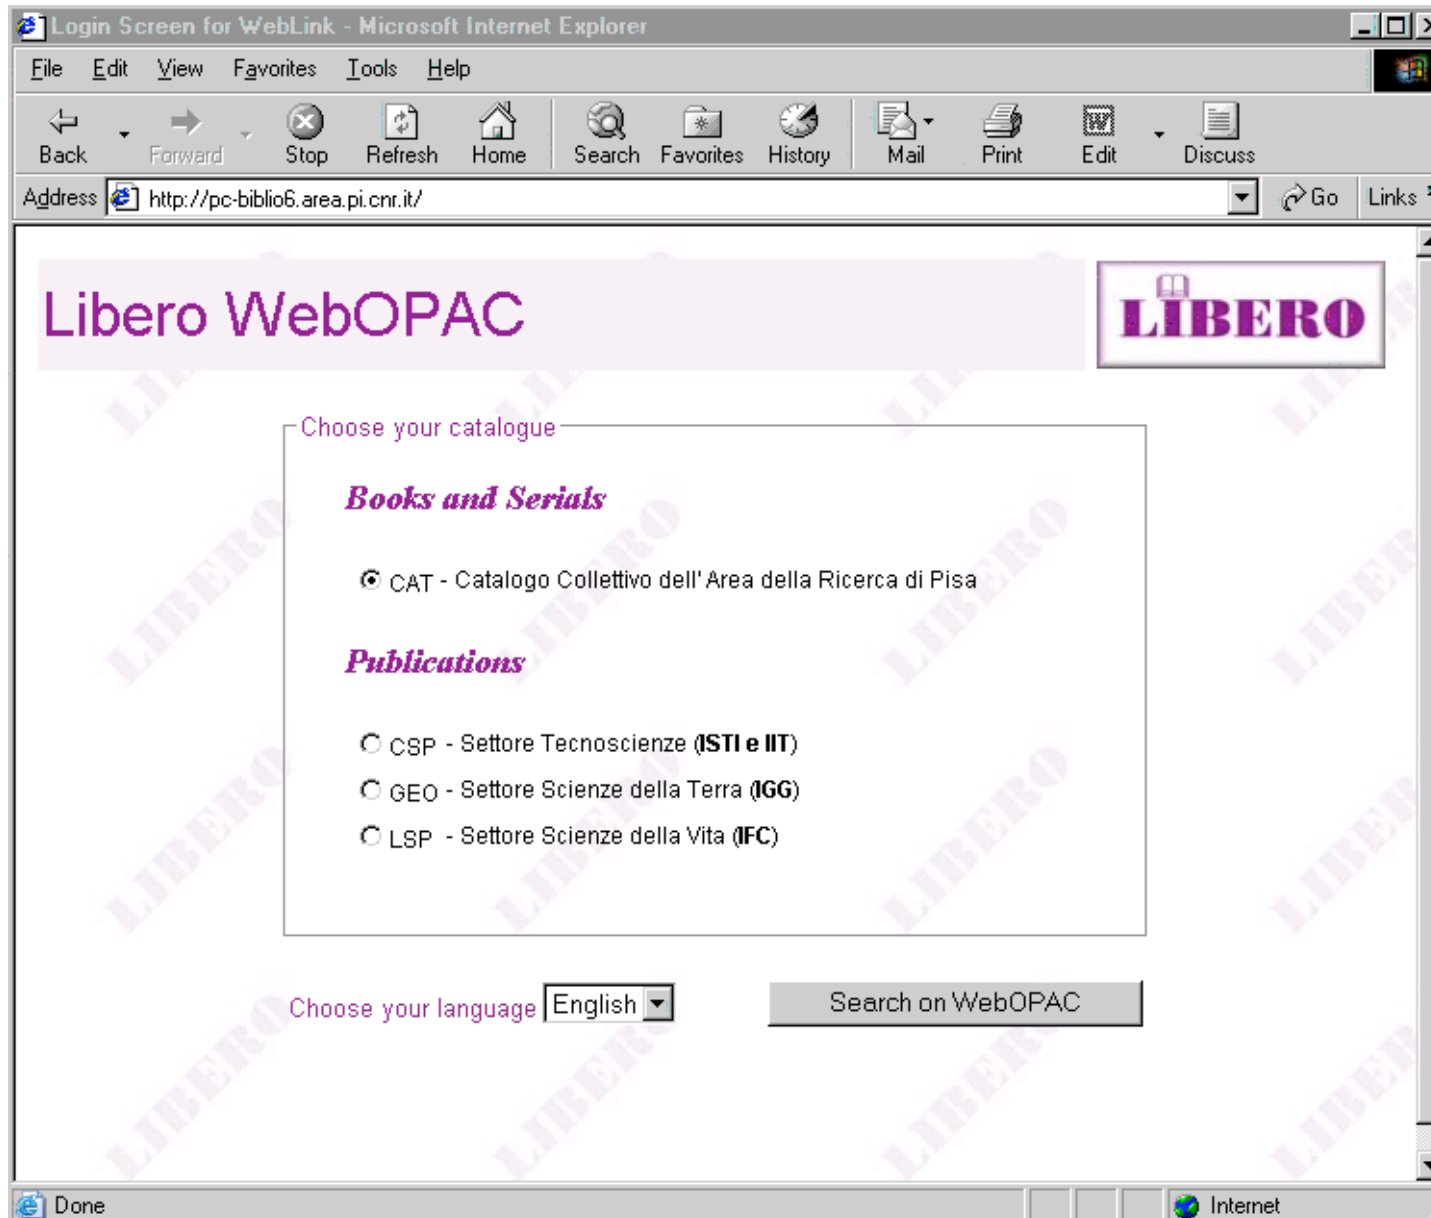 Login Screen for WebLink - Microsoft Internet Explorer
File Edit View Favorites Tools Help
Back Forward Stop Refresh Home Search Favorites History Mail Print Edit Discuss
Address http://pc-biblio6.area.pi.cnr.it/ Go Links
Libero WebOPAC
LIBERO
Choose your catalogue
Books and Serials
CAT - Catalogo Collettivo dell' Area della Ricerca di Pisa
Publications
CSP - Settore Tecnoscienze (ISTI e IIT)
GEO - Settore Scienze della Terra (IGG)
LSP - Settore Scienze della Vita (IFC)
Choose your language English Search on WebOPAC
Done Internet